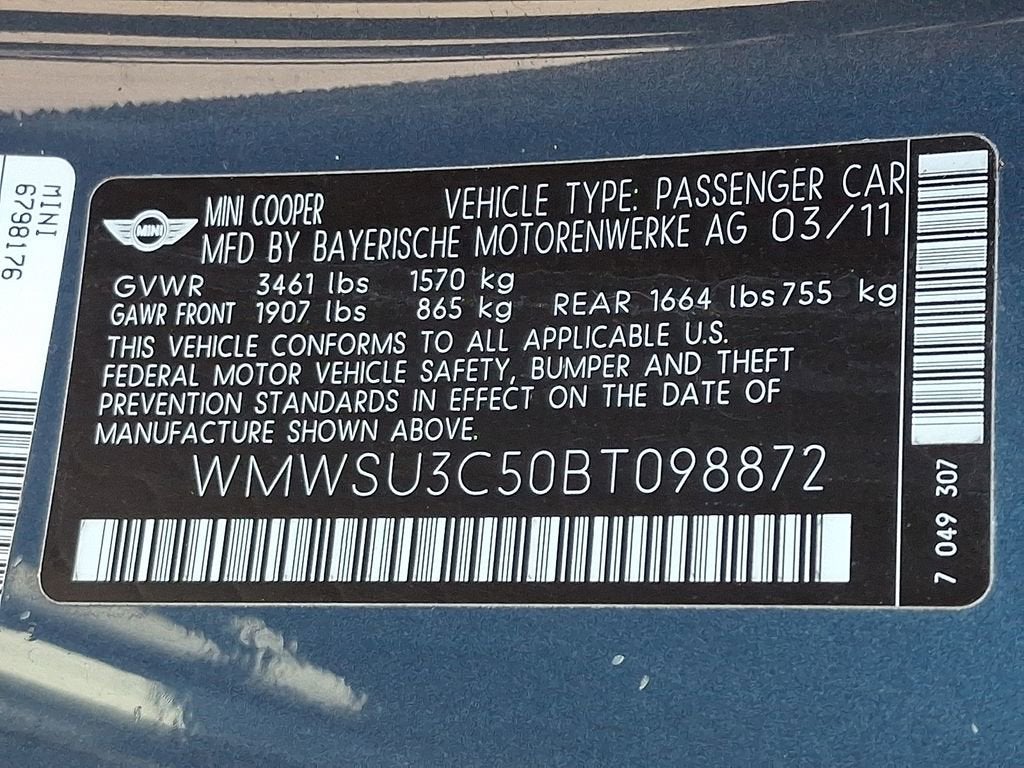 MINI
6798176
MINI
MINI COOPER VEHICLE TYPE: PASSENGER CAR
MFD BY BAYERISCHE MOTORENWERKE AG 03/11
GVWR 3461 lbs 1570 kg
GAWR FRONT 1907 lbs 865 kg REAR 1664 lbs 755 kg
THIS VEHICLE CONFORMS TO ALL APPLICABLE U.S.
FEDERAL MOTOR VEHICLE SAFETY, BUMPER AND THEFT
PREVENTION STANDARDS IN EFFECT ON THE DATE OF
MANUFACTURE SHOWN ABOVE.
WMWSU3C50BT098872
7 049 307